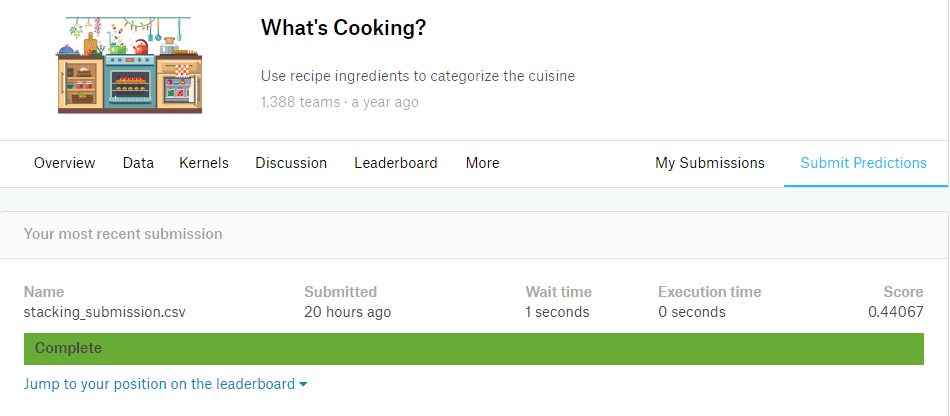 What's Cooking?
Use recipe ingredients to categorize the cuisine
1,388 teams · a year ago
Overview Data Kernels Discussion Leaderboard More My Submissions Submit Predictions
Your most recent submission
Name Submitted Wait time Execution time Score
stacking_submission.csv 20 hours ago 1 seconds 0 seconds 0.44067
Complete
Jump to your position on the leaderboard